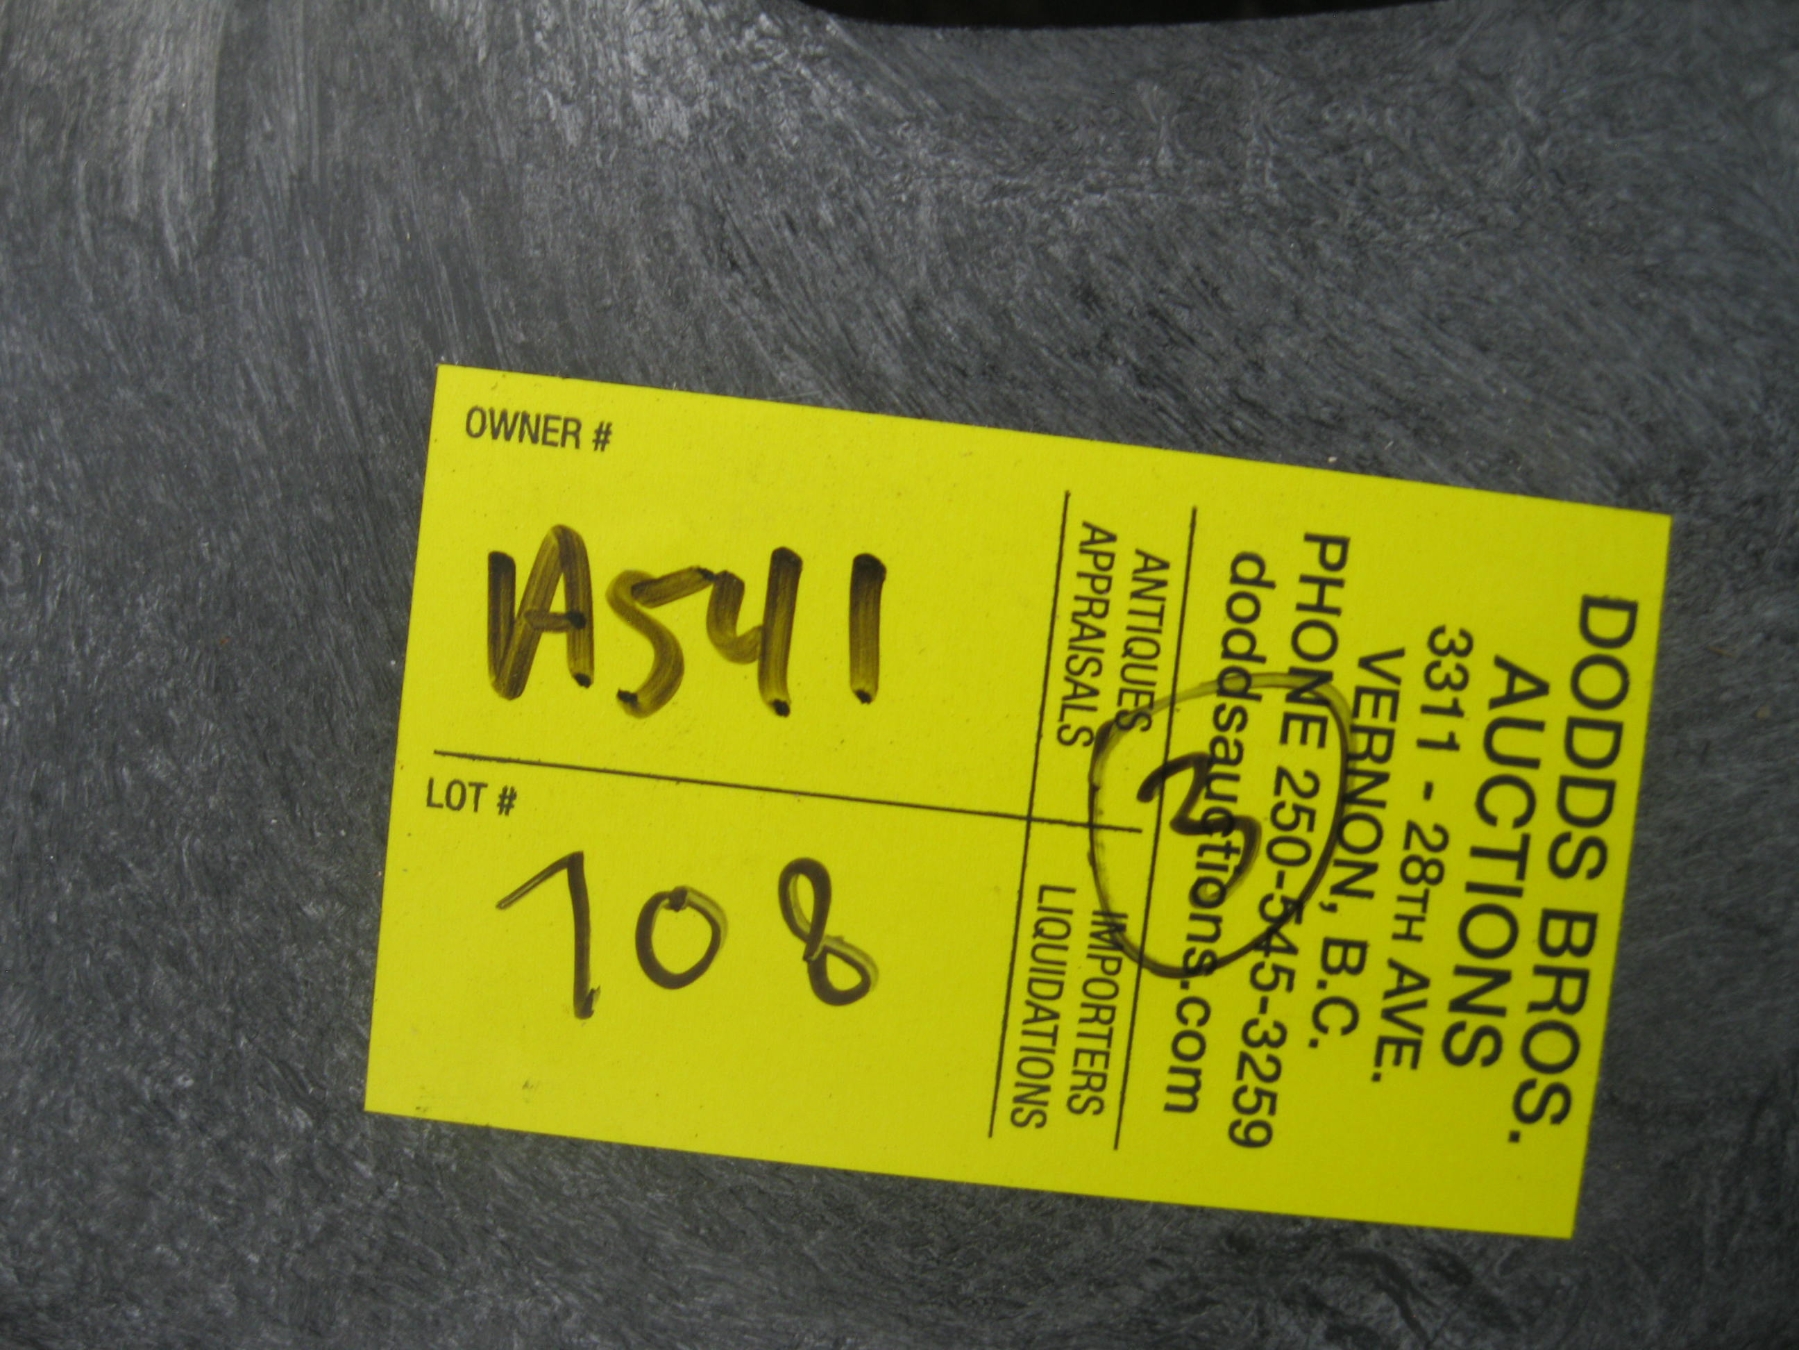 DODDS BROS.
AUCTIONS
3311 - 28TH AVE.
VERNON, B.C.
PHONE 250-545-3259
doddsauctions.com
ANTIQUES IMPORTERS
APPRAISALS LIQUIDATIONS
OWNER #
A541
LOT #
108